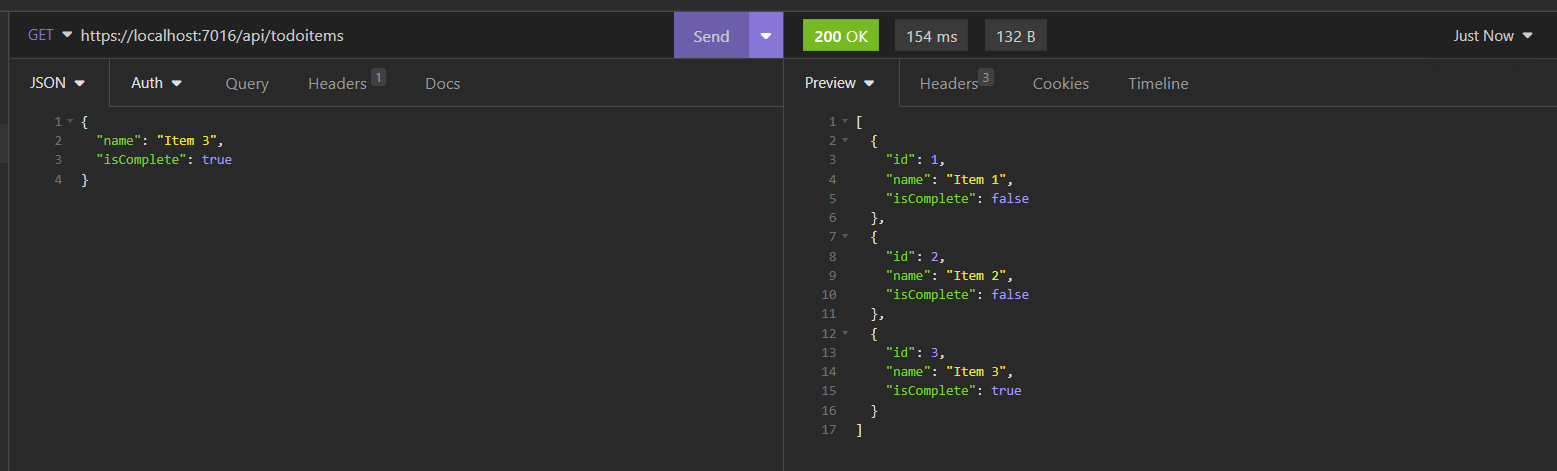 GET https://localhost:7016/api/todoitems Send 200 OK 154 ms 132 B Just Now
JSON Auth Query Headers 1 Docs Preview Headers 3 Cookies Timeline
1 {
2 "name": "Item 3",
3 "isComplete": true
4 }
1 [
2 {
3 "id": 1,
4 "name": "Item 1",
5 "isComplete": false
6 },
7 {
8 "id": 2,
9 "name": "Item 2",
10 "isComplete": false
11 },
12 {
13 "id": 3,
14 "name": "Item 3",
15 "isComplete": true
16 }
17 ]